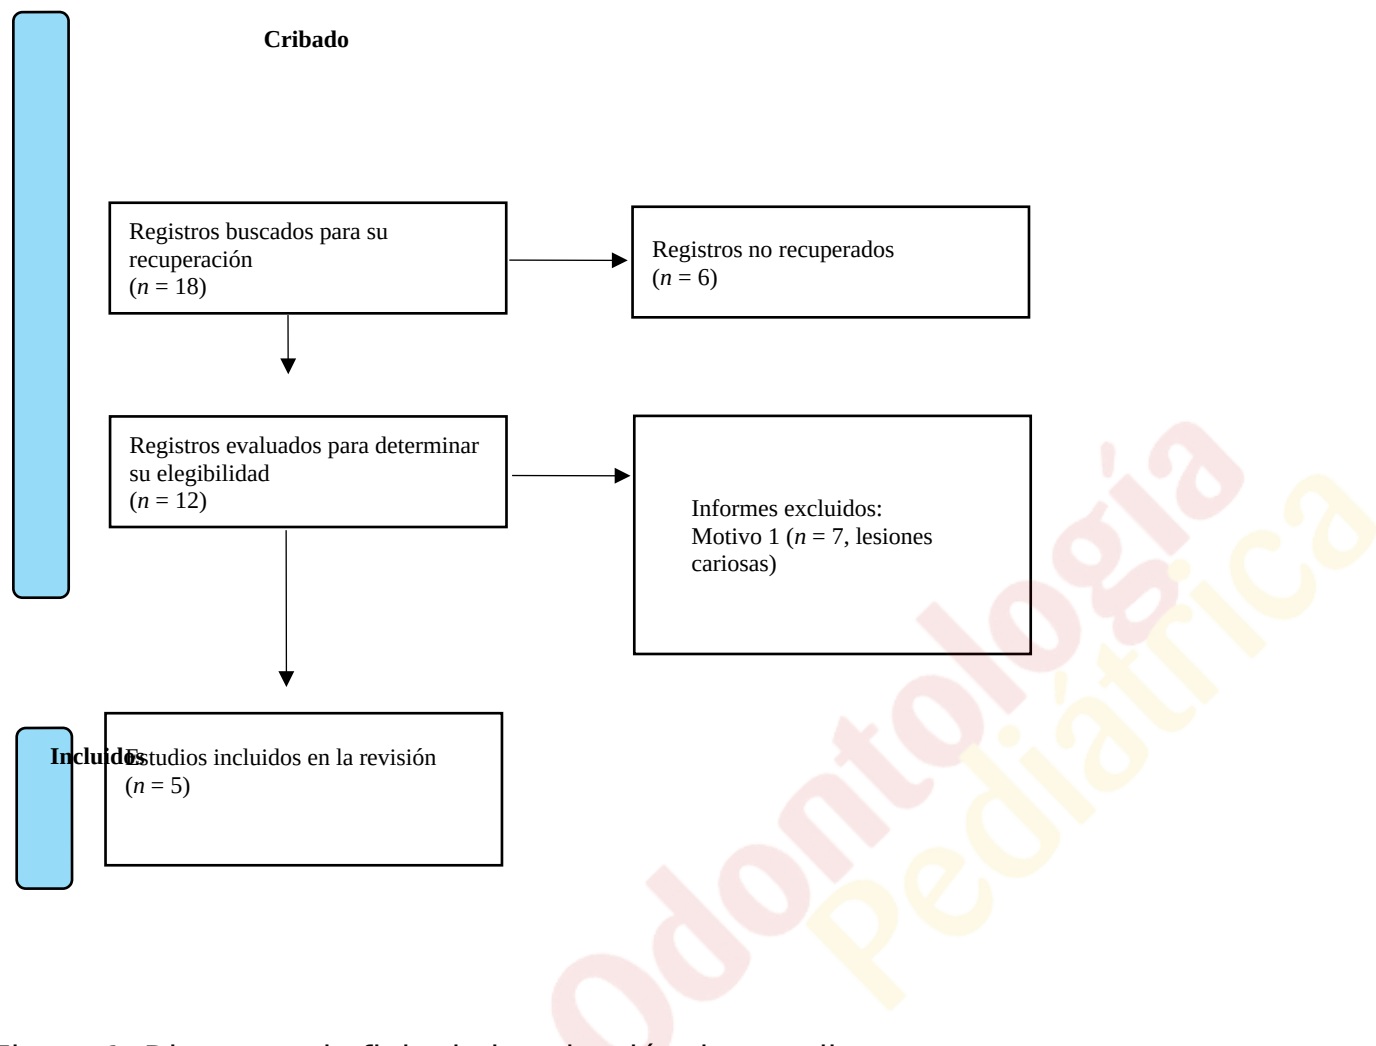 Cribado
Registros buscados para su
recuperación
(n = 18)
Registros no recuperados
(n = 6)
Registros evaluados para determinar
su elegibilidad
(n = 12)
Informes excluidos:
Motivo 1 (n = 7, lesiones
cariosas)
Incluidos
Estudios incluidos en la revisión
(n = 5)
Odontología
Pediátrica